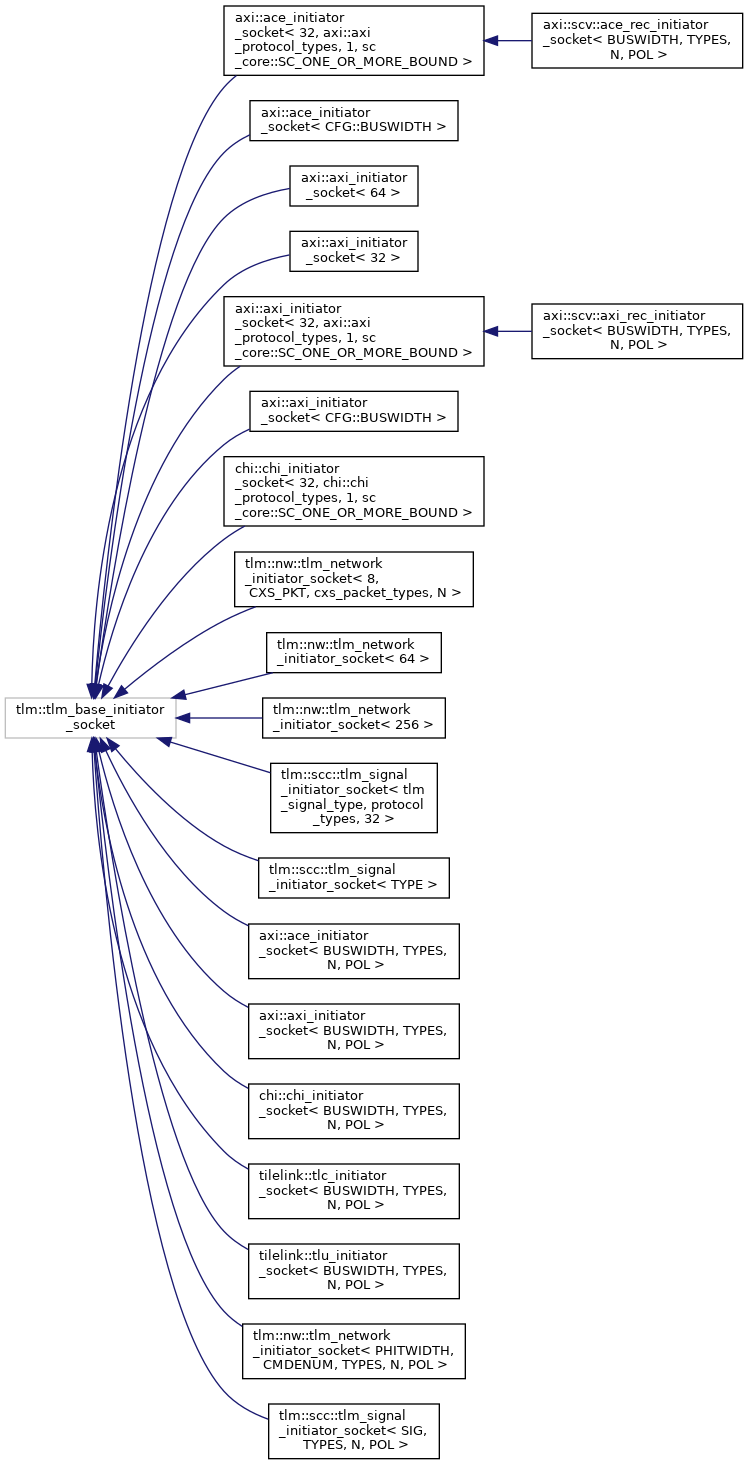 axi::ace_initiator
_socket< 32, axi::axi
_protocol_types, 1, sc
_core::SC_ONE_OR_MORE_BOUND >
axi::scv::ace_rec_initiator
_socket< BUSWIDTH, TYPES,
N, POL >
axi::ace_initiator
_socket< CFG::BUSWIDTH >
axi::axi_initiator
_socket< 64 >
axi::axi_initiator
_socket< 32 >
axi::axi_initiator
_socket< 32, axi::axi
_protocol_types, 1, sc
_core::SC_ONE_OR_MORE_BOUND >
axi::scv::axi_rec_initiator
_socket< BUSWIDTH, TYPES,
N, POL >
axi::axi_initiator
_socket< CFG::BUSWIDTH >
chi::chi_initiator
_socket< 32, chi::chi
_protocol_types, 1, sc
_core::SC_ONE_OR_MORE_BOUND >
tlm::nw::tlm_network
_initiator_socket< 8,
CXS_PKT, cxs_packet_types, N >
tlm::nw::tlm_network
_initiator_socket< 64 >
tlm::tlm_base_initiator
_socket
tlm::nw::tlm_network
_initiator_socket< 256 >
tlm::scc::tlm_signal
_initiator_socket< tlm
_signal_type, protocol
_types, 32 >
tlm::scc::tlm_signal
_initiator_socket< TYPE >
axi::ace_initiator
_socket< BUSWIDTH, TYPES,
N, POL >
axi::axi_initiator
_socket< BUSWIDTH, TYPES,
N, POL >
chi::chi_initiator
_socket< BUSWIDTH, TYPES,
N, POL >
tilelink::tlc_initiator
_socket< BUSWIDTH, TYPES,
N, POL >
tilelink::tlu_initiator
_socket< BUSWIDTH, TYPES,
N, POL >
tlm::nw::tlm_network
_initiator_socket< PHITWIDTH,
CMDENUM, TYPES, N, POL >
tlm::scc::tlm_signal
_initiator_socket< SIG,
TYPES, N, POL >